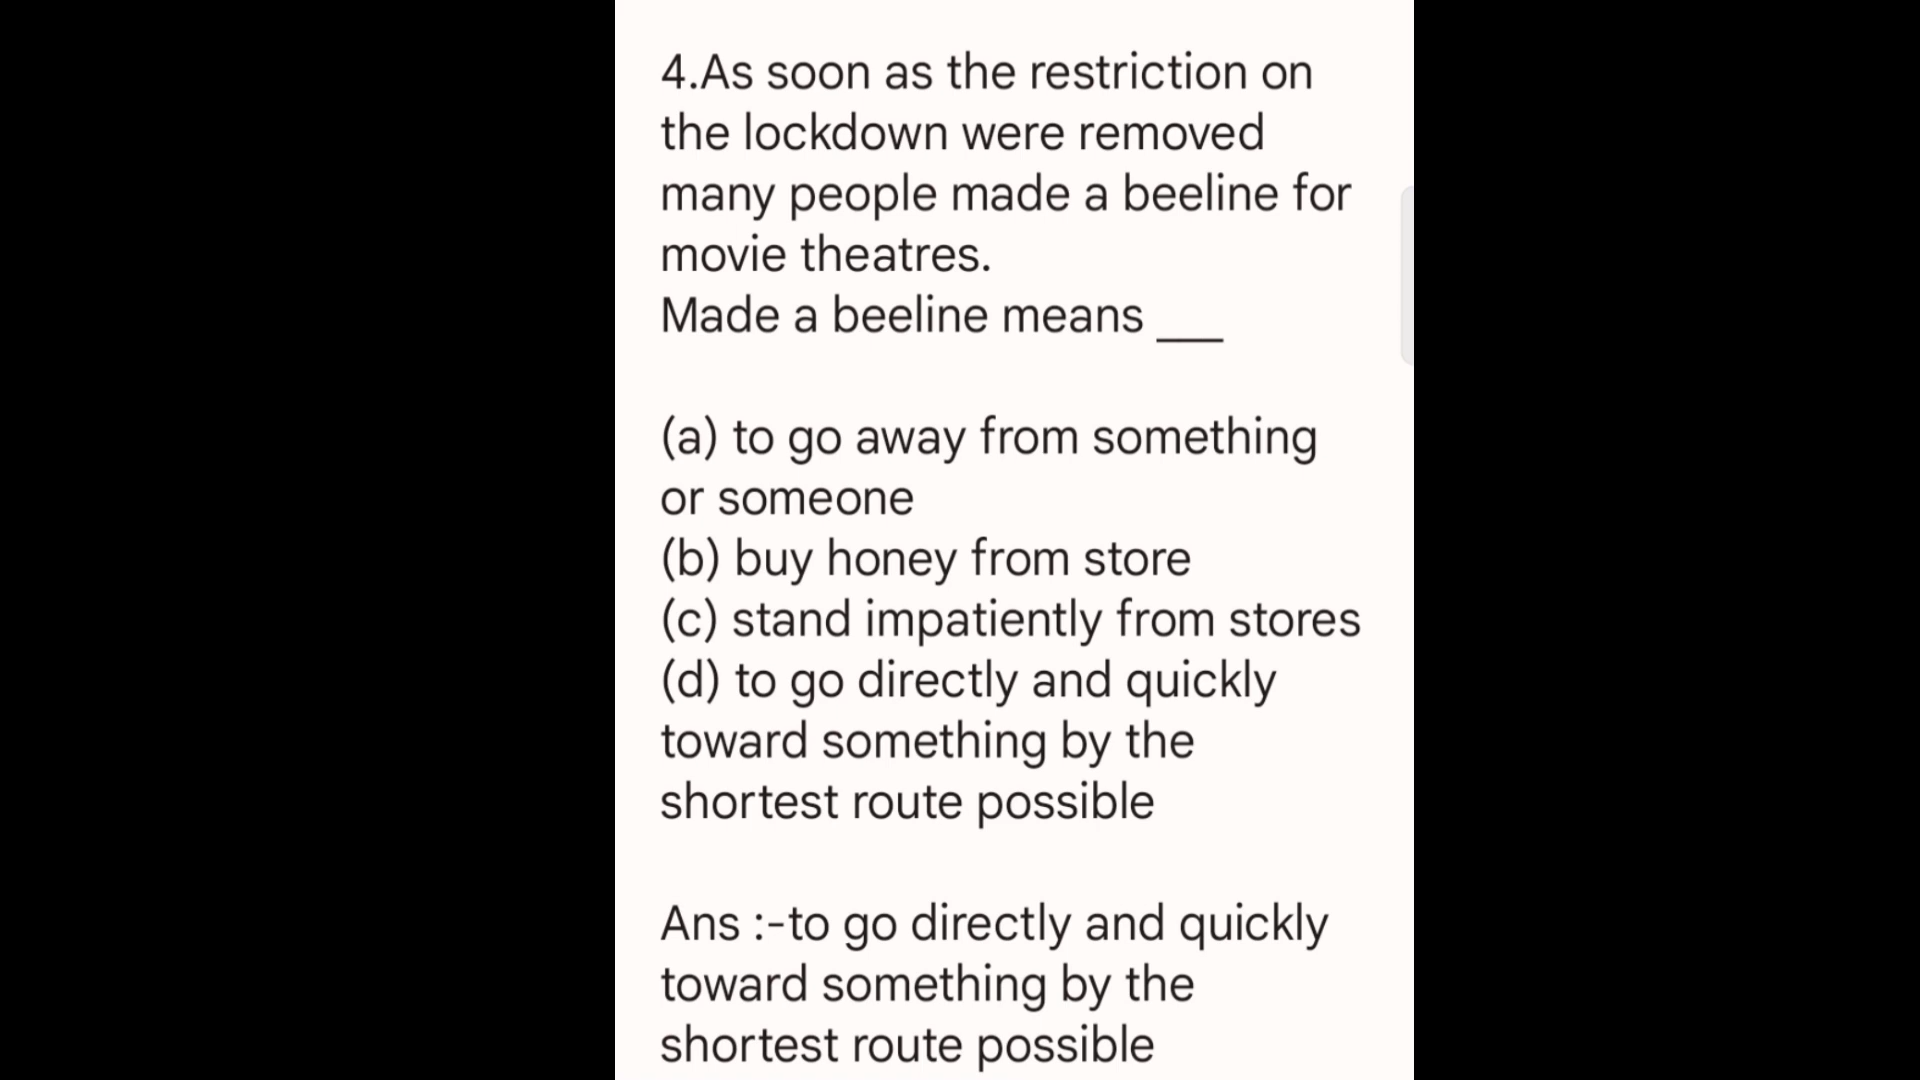 4.As soon as the restriction on
the lockdown were removed
many people made a beeline for
movie theatres.
Made a beeline means ___
(a) to go away from something
or someone
(b) buy honey from store
(c) stand impatiently from stores
(d) to go directly and quickly
toward something by the
shortest route possible
Ans :-to go directly and quickly
toward something by the
shortest route possible